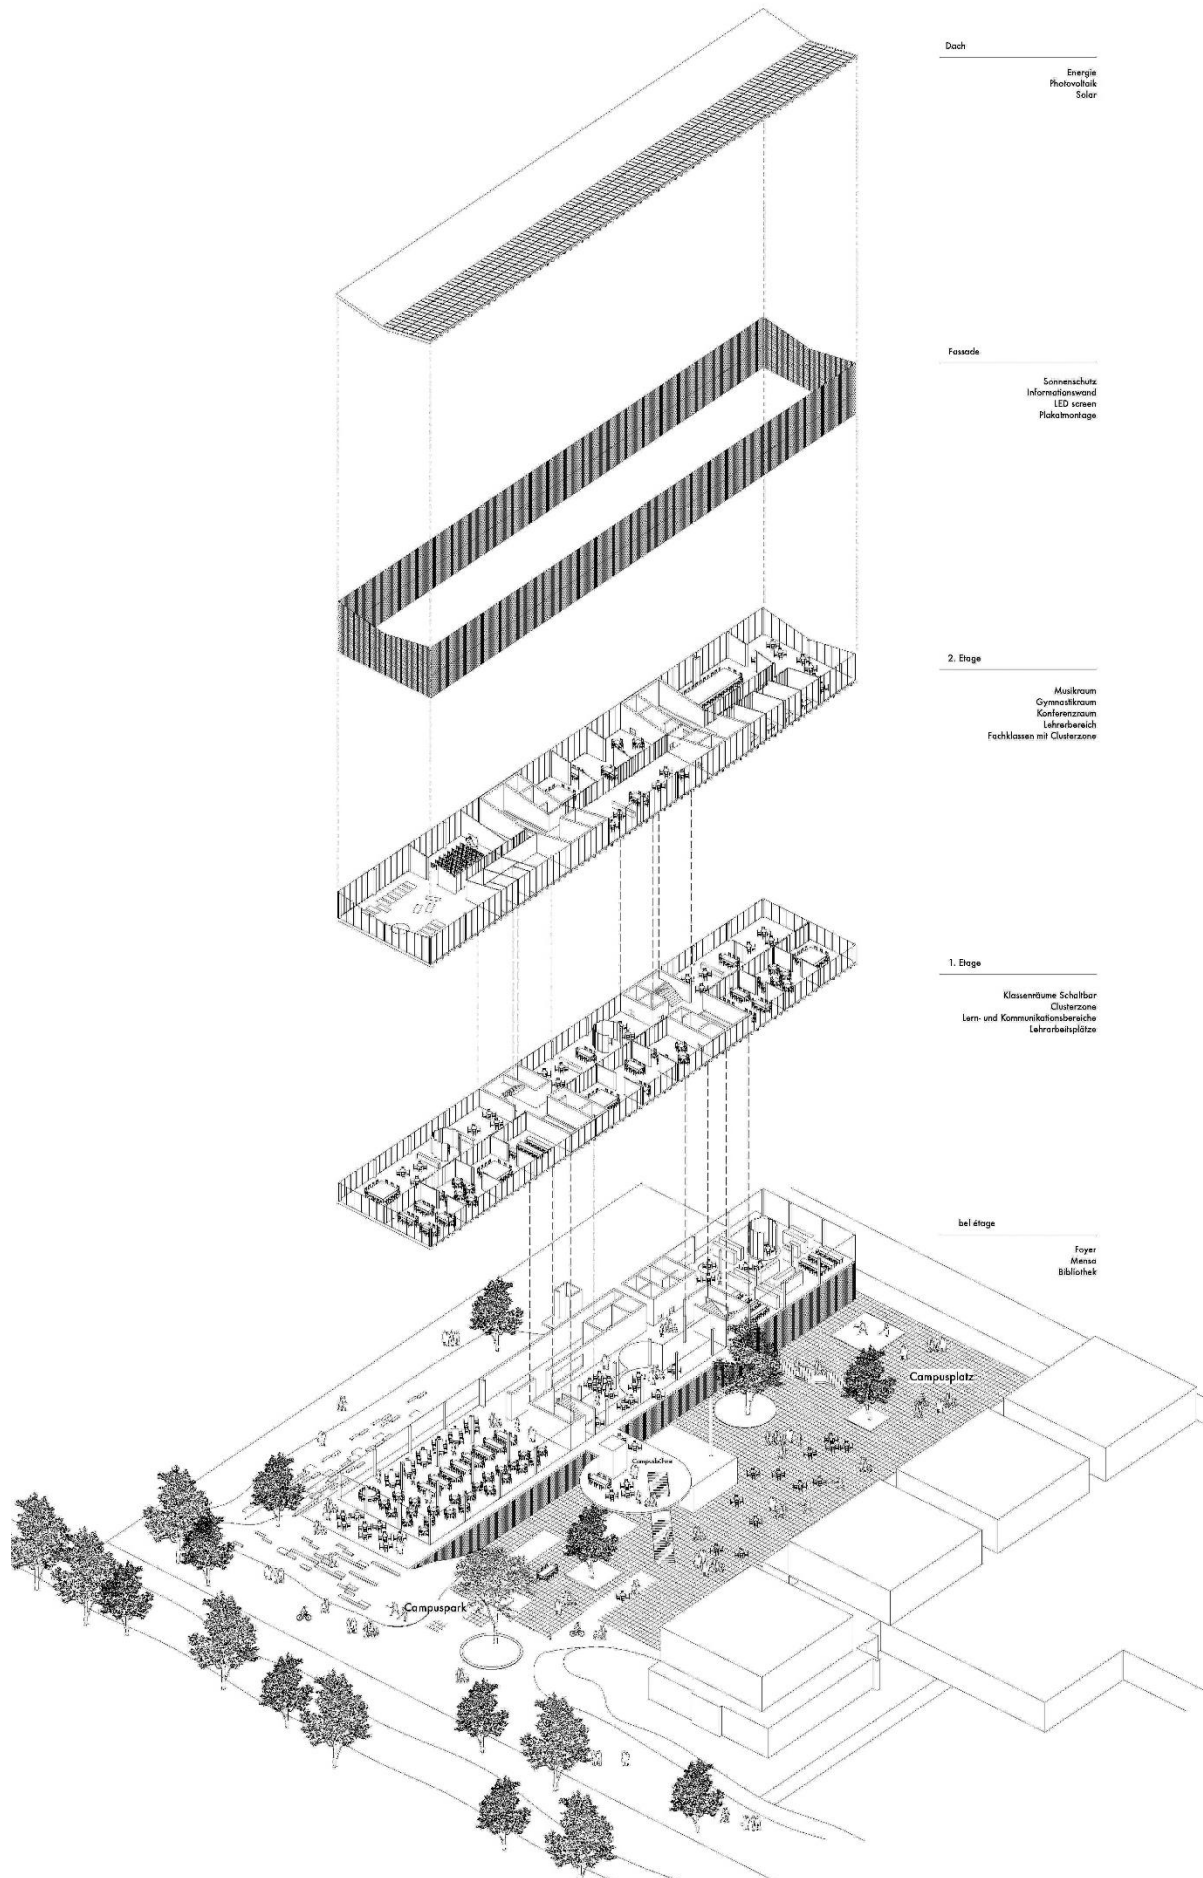 Dach
Energie
Photovoltaik
Solar
Fassade
Sonnenschutz
Informationswand
LED screen
Plakatmontage
2. Etage
Musikraum
Gymnastikraum
Konferenzraum
Lehrerbereich
Fachklassen mit Clusterzone
1. Etage
Klassenräume Schaltbar
Clusterzone
Lern- und Kommunikationsbereiche
Lehrarbeitsplätze
bel étage
Foyer
Mensa
Bibliothek
Campusplatz
Campuspark